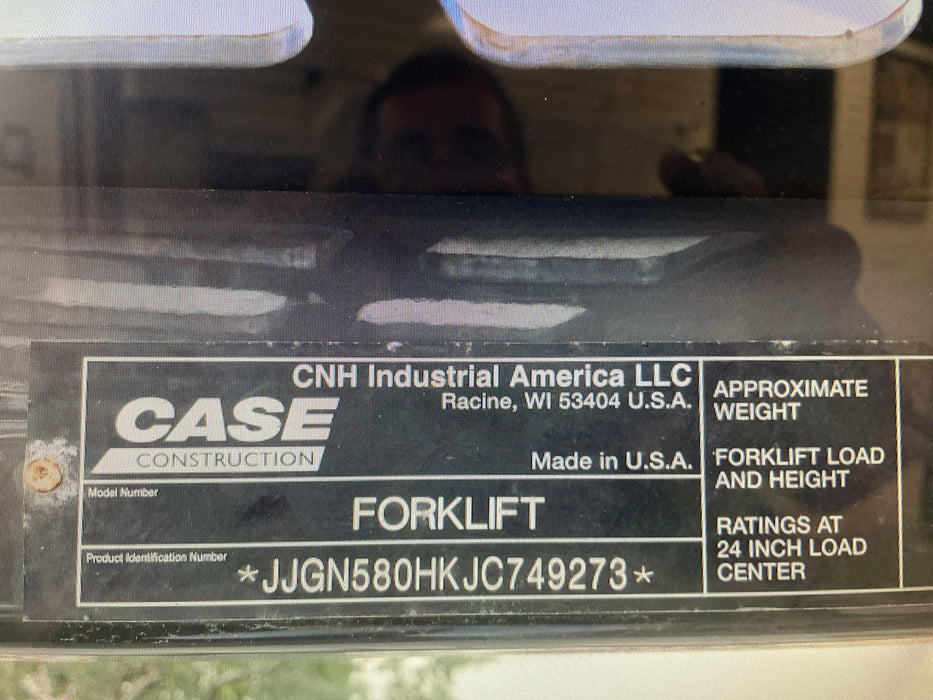 CNH Industrial America LLC
Racine, WI 53404 U.S.A.
CASE
CONSTRUCTION
Made in U.S.A.
Model Number
FORKLIFT
Product Identification Number
*JJGN580HKJC749273*
APPROXIMATE
WEIGHT
FORKLIFT LOAD
AND HEIGHT
RATINGS AT
24 INCH LOAD
CENTER